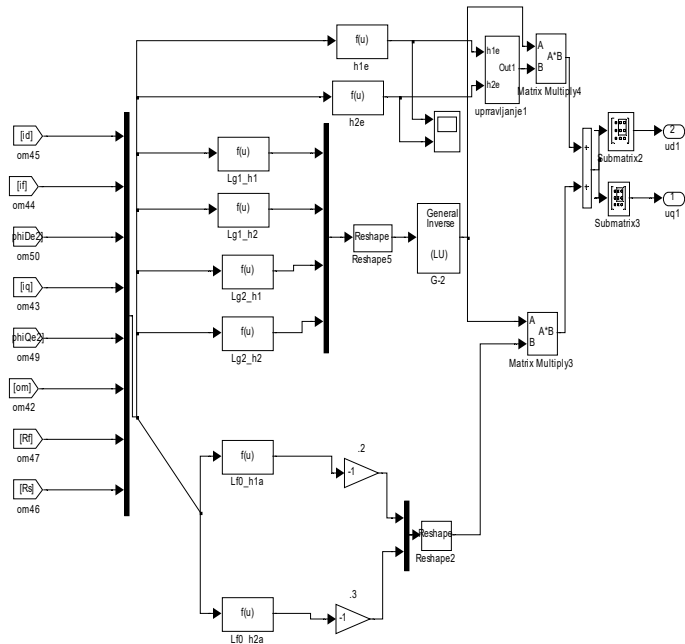 f(u)
h1e
f(u)
h2e
h1e
h2e
Out1
uprravljanje1
A
B
A*B
Matrix Multiply4
Submatrix2
2
ud1
Submatrix3
1
uq1
[id]
om45
[if]
om44
phiDe2]
om50
[iq]
om43
phiQe2]
om49
[om]
om42
[Rf]
om47
[Rs]
om46
f(u)
Lg1_h1
f(u)
Lg1_h2
f(u)
Lg2_h1
f(u)
Lg2_h2
Reshape
Reshape5
General
Inverse
(LU)
G-2
A
B
A*B
Matrix Multiply3
f(u)
Lf0_h1a
.2
-1
Reshape
Reshape2
f(u)
Lf0_h2a
.3
-1
+
+